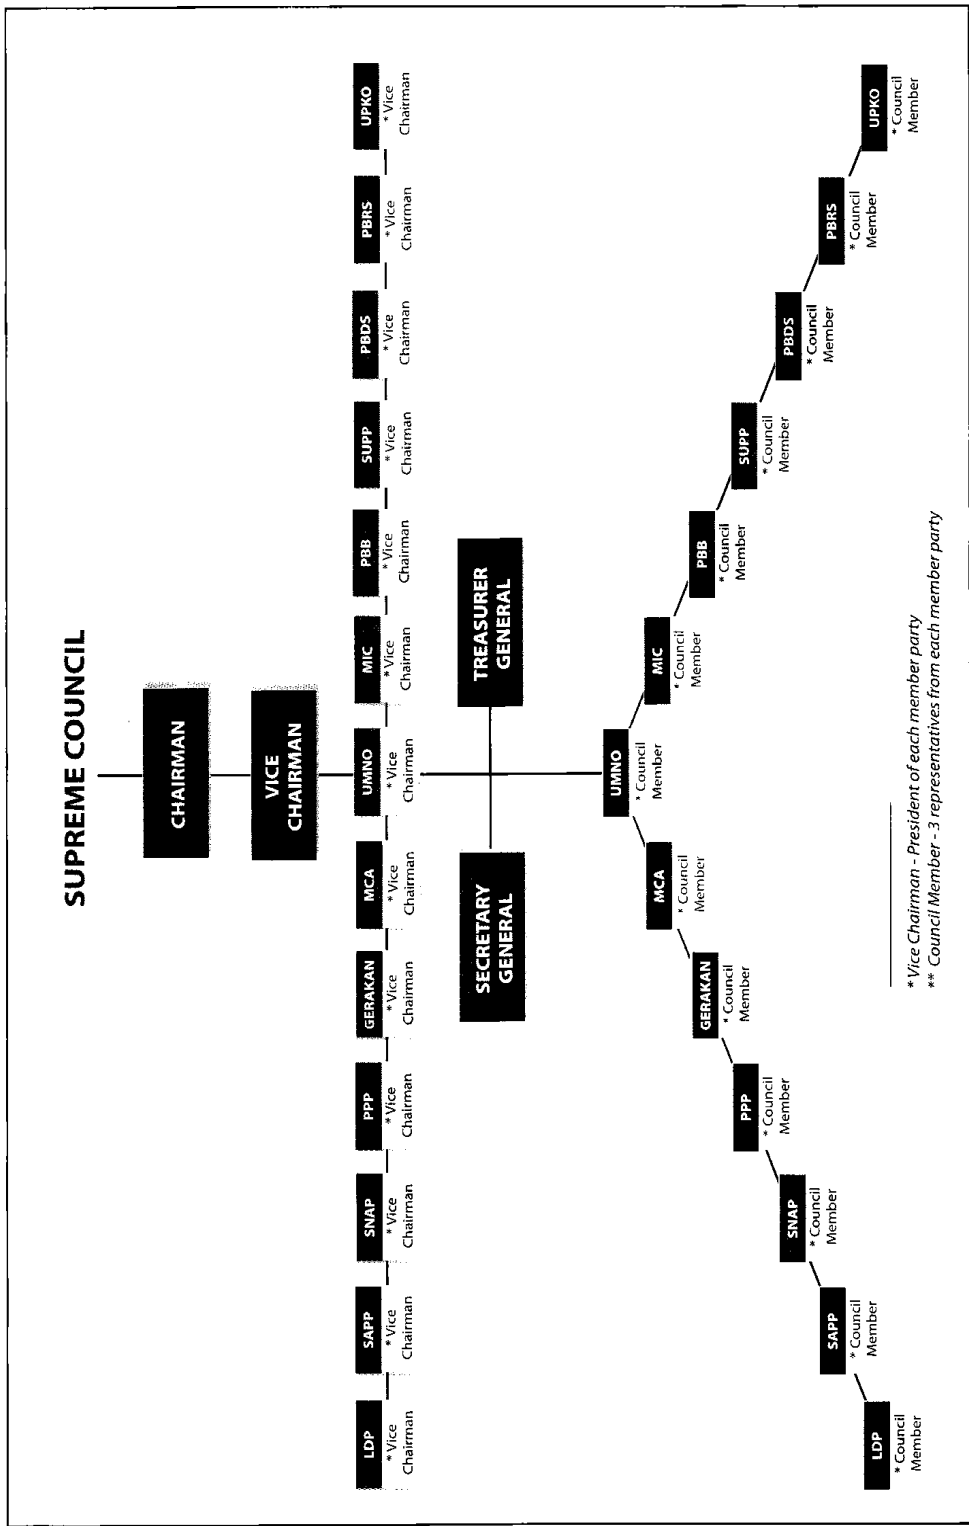 SUPREME COUNCIL
CHAIRMAN
VICE
CHAIRMAN
LDP
* Vice
Chairman
SAPP
* Vice
Chairman
SNAP
* Vice
Chairman
PPP
* Vice
Chairman
GERAKAN
* Vice
Chairman
MCA
* Vice
Chairman
UMNO
* Vice
Chairman
MIC
* Vice
Chairman
PBB
* Vice
Chairman
SUPP
* Vice
Chairman
PBDS
* Vice
Chairman
PBRS
* Vice
Chairman
UPKO
* Vice
Chairman
SECRETARY
GENERAL
TREASURER
GENERAL
LDP
* Council
Member
SAPP
* Council
Member
SNAP
* Council
Member
PPP
* Council
Member
GERAKAN
* Council
Member
MCA
* Council
Member
UMNO
* Council
Member
MIC
* Council
Member
PBB
* Council
Member
SUPP
* Council
Member
PBDS
* Council
Member
PBRS
* Council
Member
UPKO
* Council
Member
* Vice Chairman - President of each member party
** Council Member - 3 representatives from each member party